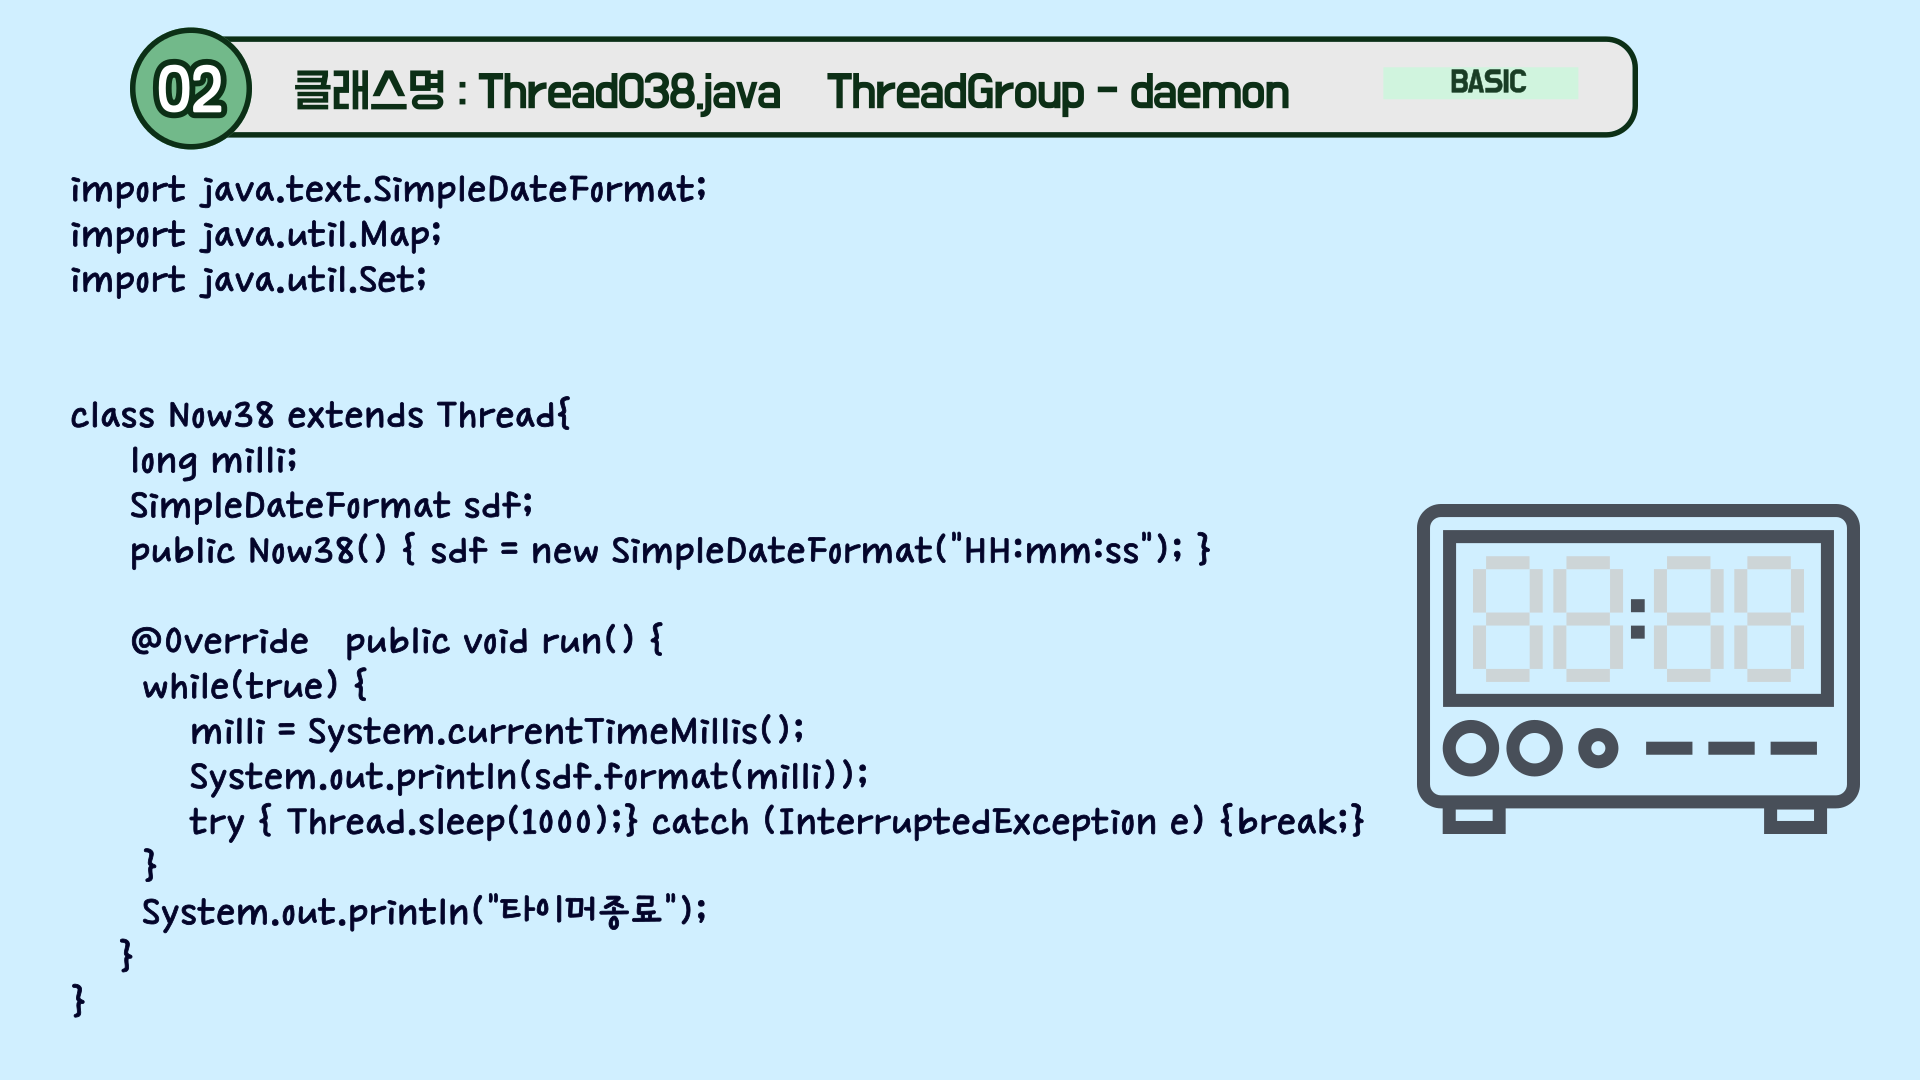 02
클래스명 : Thread038.java ThreadGroup - daemon
BASIC
import java.text.SimpleDateFormat;
import java.util.Map;
import java.util.Set;
class Now38 extends Thread{
long milli;
SimpleDateFormat sdf;
public Now38() { sdf = new SimpleDateFormat("HH:mm:ss"); }
@Override public void run() {
while(true) {
milli = System.currentTimeMillis();
System.out.println(sdf.format(milli));
try { Thread.sleep(1000);} catch (InterruptedException e) {break;}
}
System.out.println("타이머종료");
}
}
88:88